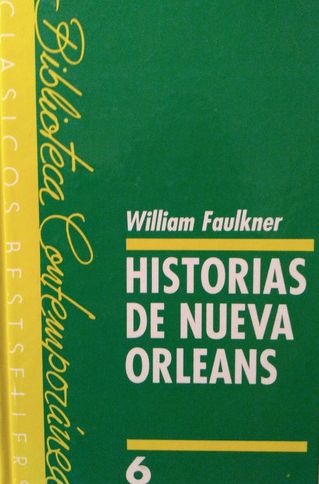 CLASICOS BESTSELLERS
Biblioteca Contemporánea
William Faulkner
HISTORIAS
DE NUEVA
ORLEANS
6